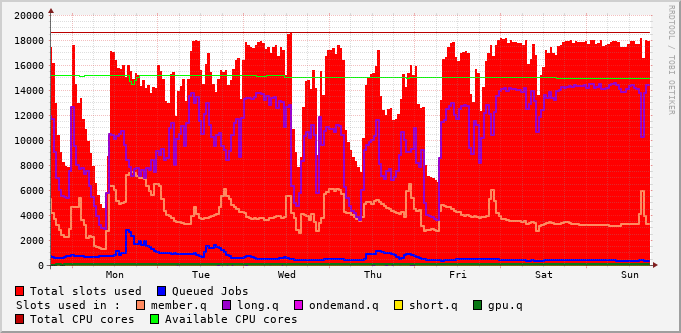 20000
18000
16000
14000
12000
10000
8000
6000
4000
2000
0
Mon Tue Wed Thu Fri Sat Sun
RRDTOOL / TOBI OETIKER
Total slots used Queued Jobs
Slots used in : member.q long.q ondemand.q short.q gpu.q
Total CPU cores Available CPU cores